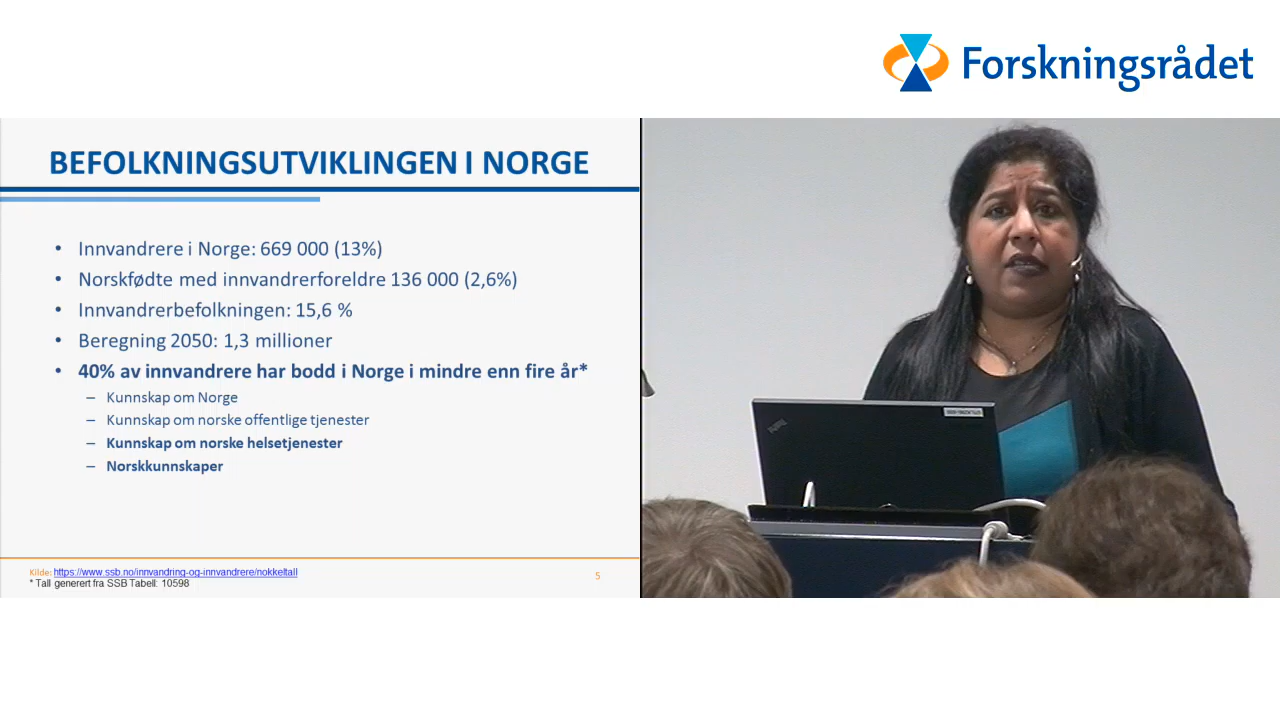 Forskningsrådet
BEFOLKNINGSUTVIKLINGEN I NORGE
• Innvandrere i Norge: 669 000 (13%)
• Norskfødte med innvandrerforeldre 136 000 (2,6%)
• Innvandrerbefolkningen: 15,6 %
• Beregning 2050: 1,3 millioner
• 40% av innvandrere har bodd i Norge i mindre enn fire år*
– Kunnskap om Norge
– Kunnskap om norske offentlige tjenester
– Kunnskap om norske helsetjenester
– Norskkunnskaper
Kilde: https://www.ssb.no/innvandring-og-innvandrere/nokkeltall
* Tall generert fra SSB Tabell: 10598
5
ThinkPad